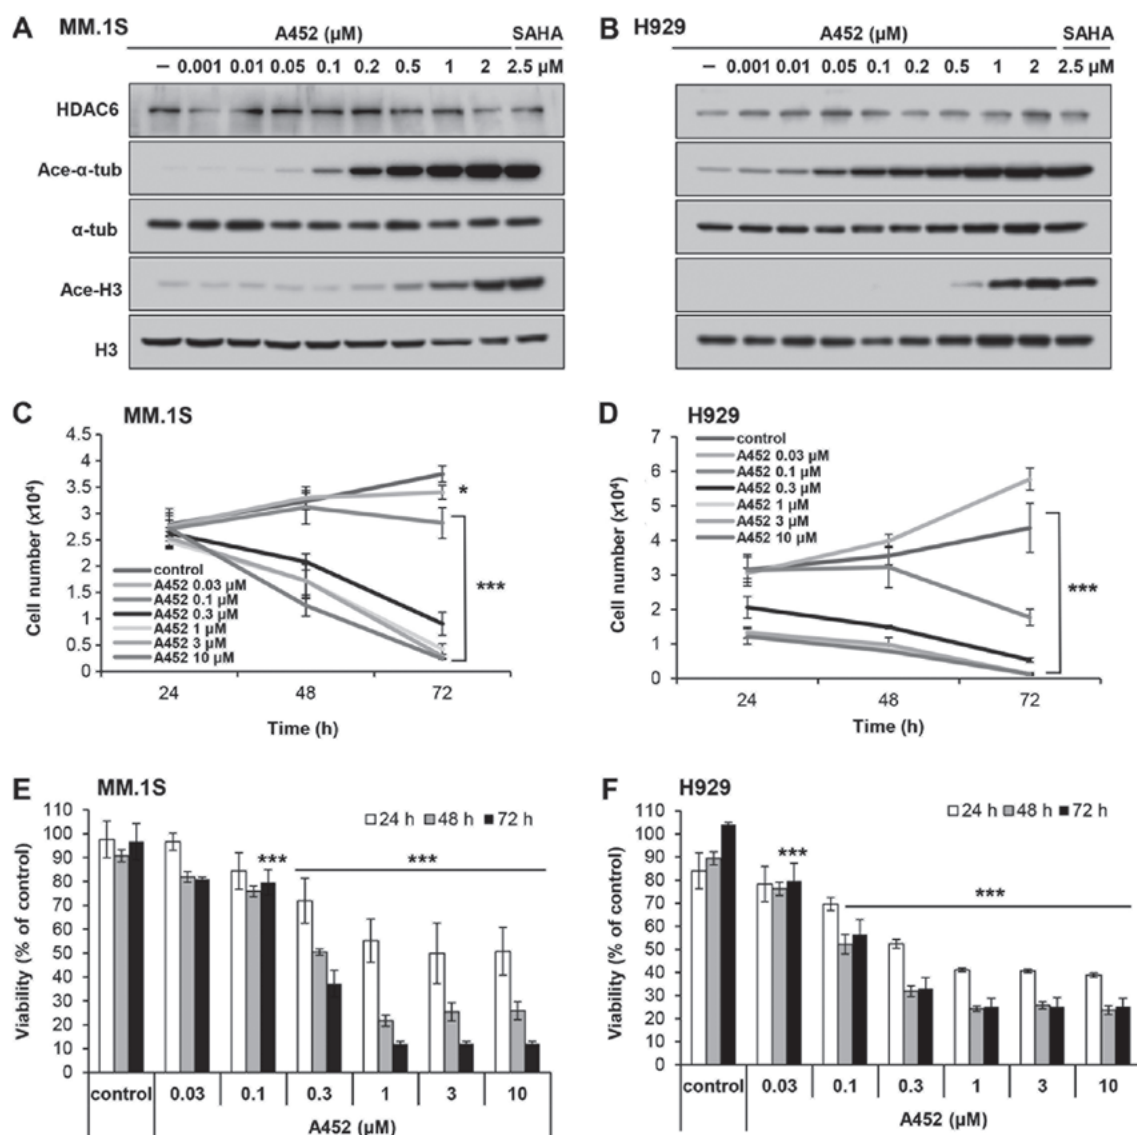 A MM.1S
A452 (µM) SAHA
– 0.001 0.01 0.05 0.1 0.2 0.5 1 2 2.5 µM
HDAC6
Ace-α-tub
α-tub
Ace-H3
H3
B H929
A452 (µM) SAHA
– 0.001 0.01 0.05 0.1 0.2 0.5 1 2 2.5 µM
C MM.1S
Cell number (x10⁴)
4.5
4
3.5
3
2.5
2
1.5
1
0.5
0
control
A452 0.03 µM
A452 0.1 µM
A452 0.3 µM
A452 1 µM
A452 3 µM
A452 10 µM
*
***
24 48 72
Time (h)
D H929
Cell number (x10⁴)
7
6
5
4
3
2
1
0
control
A452 0.03 µM
A452 0.1 µM
A452 0.3 µM
A452 1 µM
A452 3 µM
A452 10 µM
***
24 48 72
Time (h)
E MM.1S
Viability (% of control)
110
100
90
80
70
60
50
40
30
20
10
0
24 h 48 h 72 h
*** ***
control 0.03 0.1 0.3 1 3 10
A452 (µM)
F H929
Viability (% of control)
110
100
90
80
70
60
50
40
30
20
10
0
24 h 48 h 72 h
*** ***
control 0.03 0.1 0.3 1 3 10
A452 (µM)